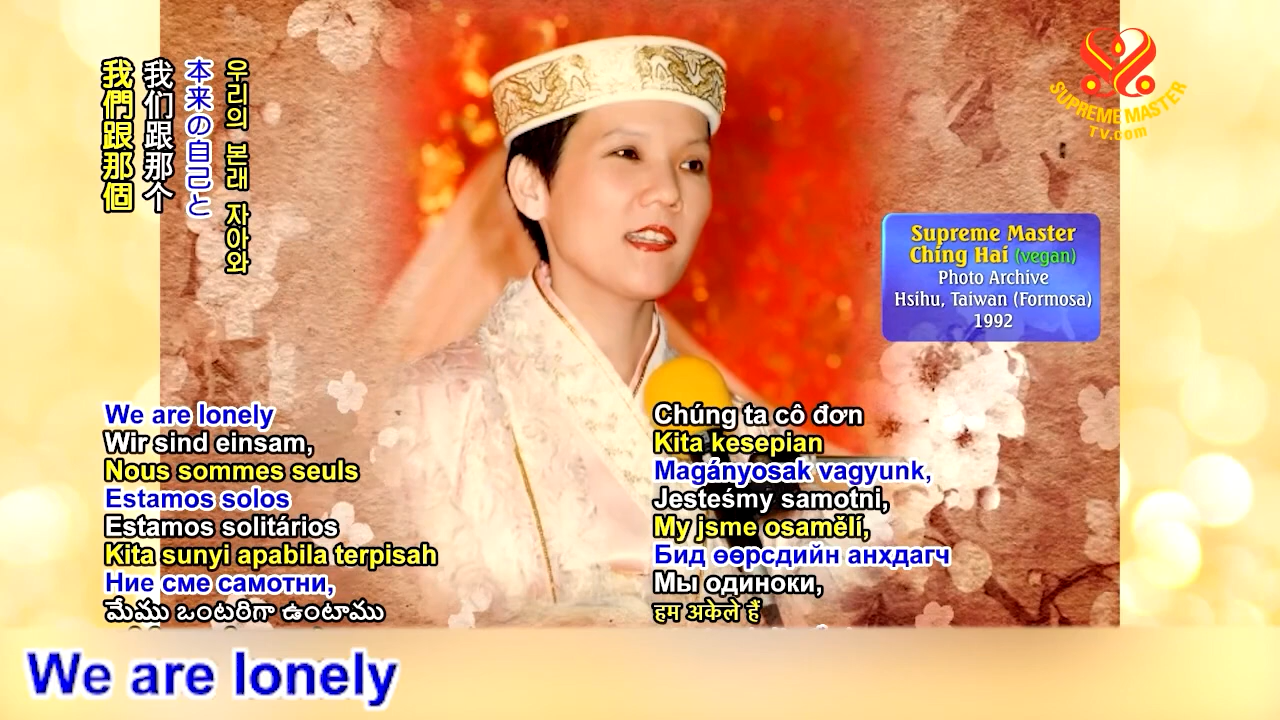 我們跟那個
我们跟那个
本来の自己と
우리의 본래 자아와
SUPREME MASTER
TV.com
Supreme Master
Ching Hai (vegan)
Photo Archive
Hsihu, Taiwan (Formosa)
1992
We are lonely
Wir sind einsam,
Nous sommes seuls
Estamos solos
Estamos solitários
Kita sunyi apabila terpisah
Ние сме самотни,
మేము ఒంటరిగా ఉంటాము
Chúng ta cô đơn
Kita kesepian
Magányosak vagyunk,
Jesteśmy samotni,
My jsme osamělí,
Бид өөрсдийн анхдагч
Мы одиноки,
हम अकेले हैं
We are lonely